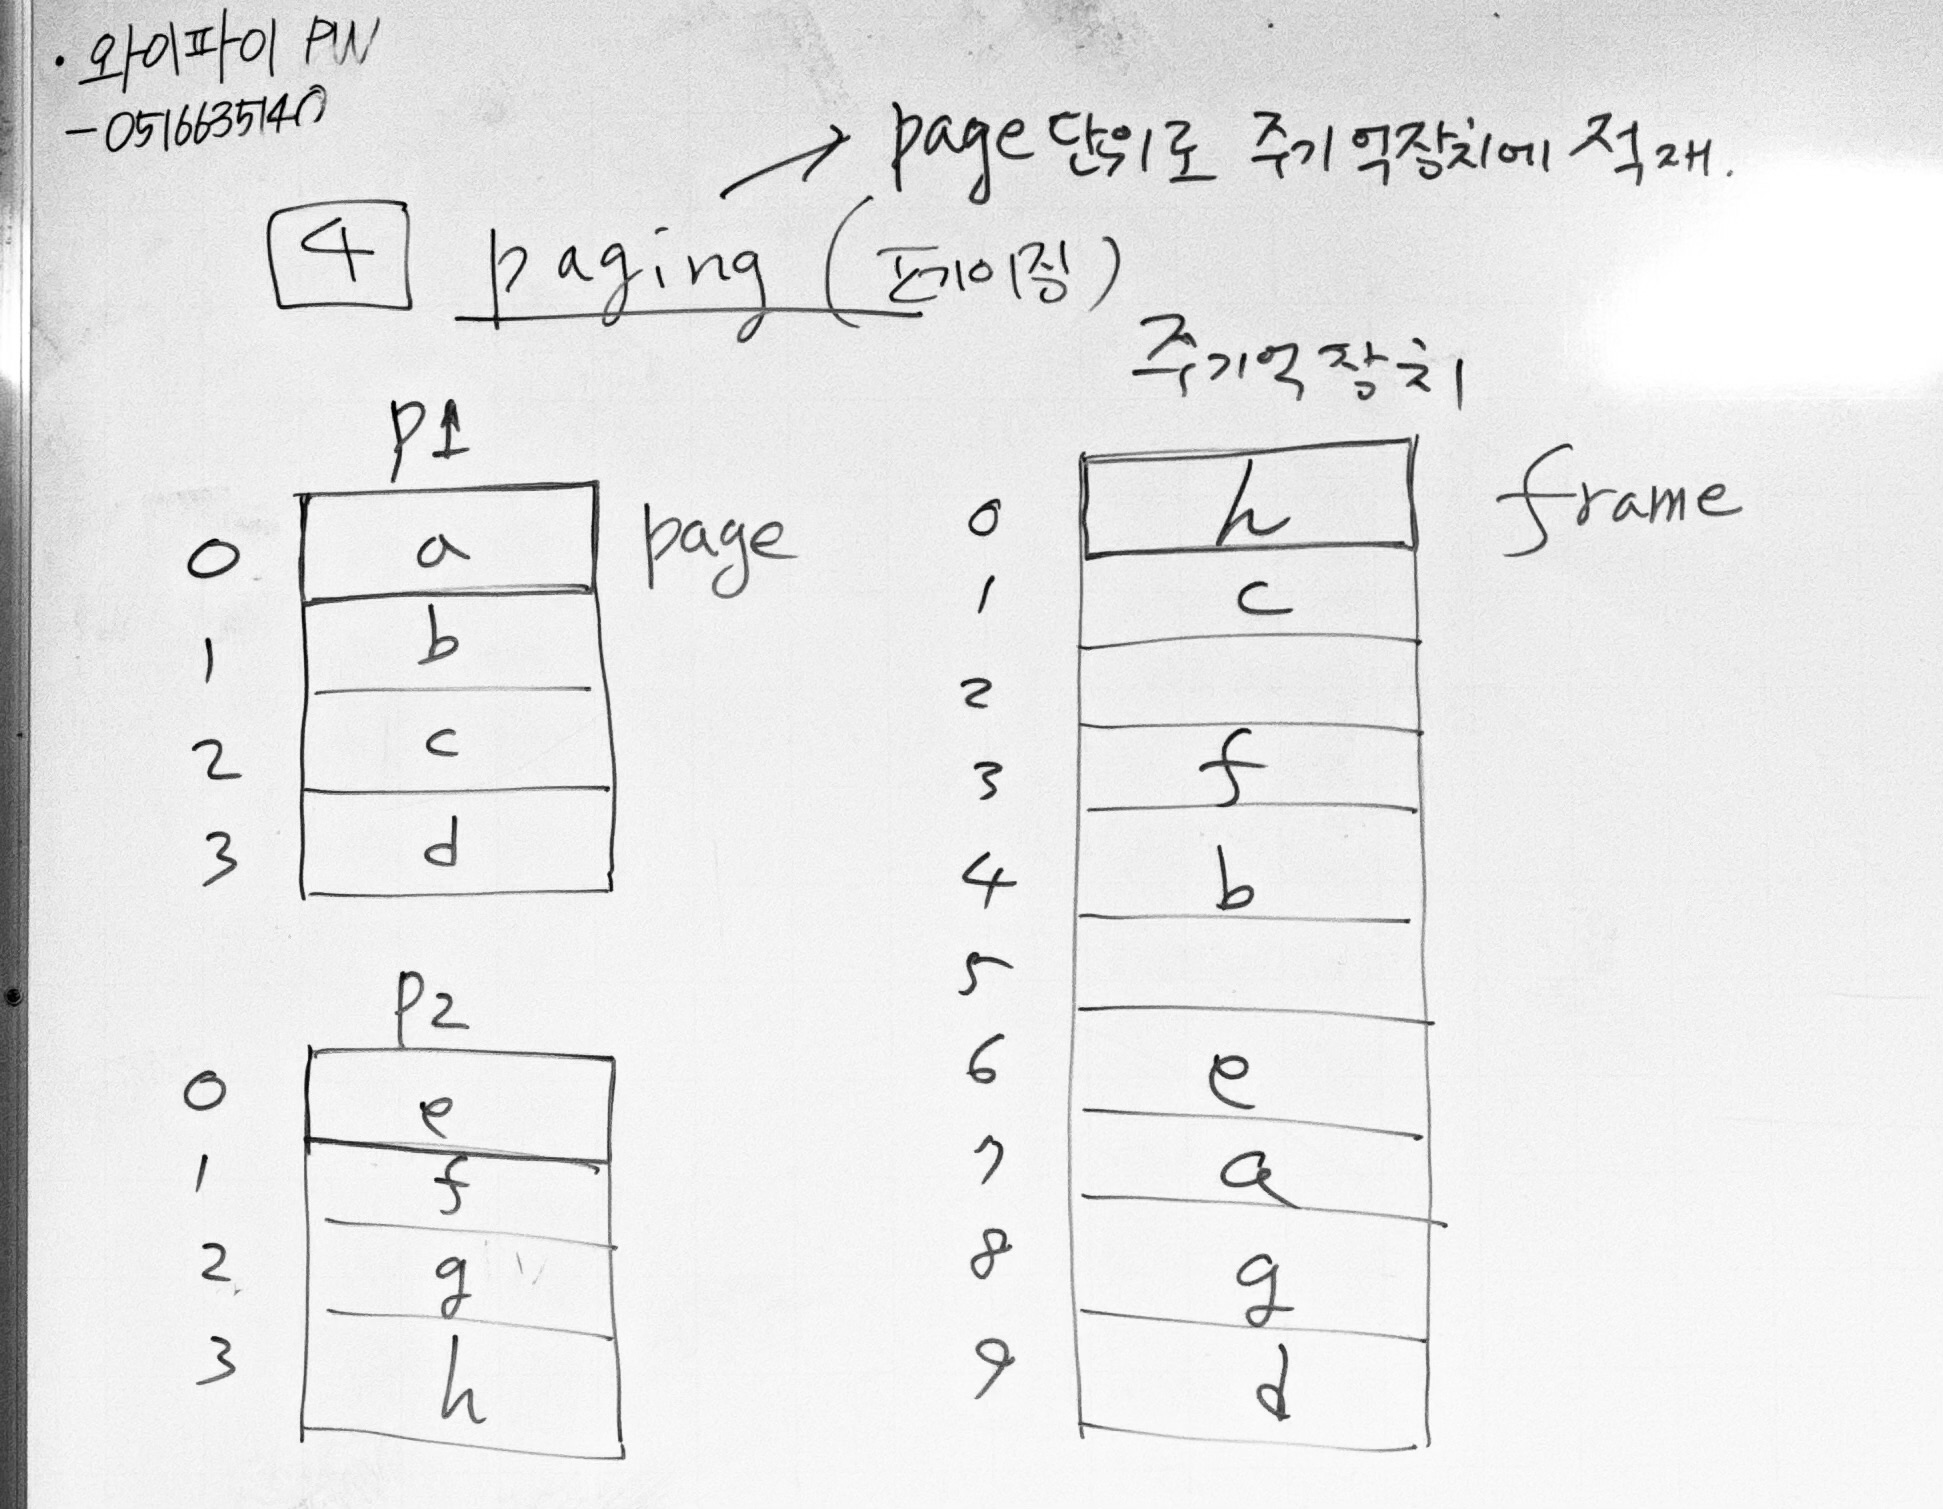 · 와이파이 PW
- 0516635140
→ page 단위로 주기억장치에 적재.
4 paging (페이징)
주기억장치
p1
0 a page
1 b
2 c
3 d
p2
0 e
1 f
2 g
3 h
0 h frame
1 c
2
3 f
4 b
5
6 e
7 a
8 g
9 d